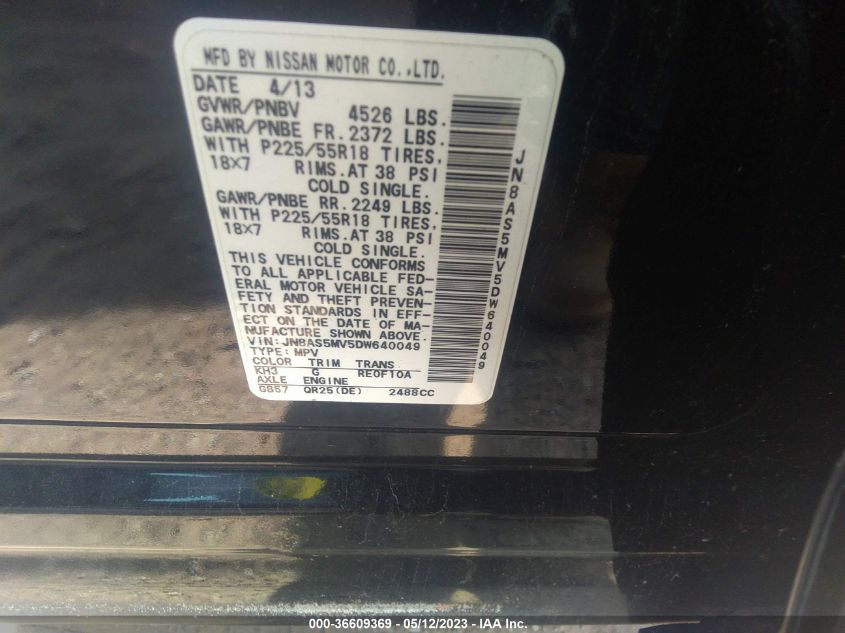 MFD BY NISSAN MOTOR CO.,LTD.
DATE 4/13
GVWR/PNBV 4526 LBS.
GAWR/PNBE FR. 2372 LBS.
WITH P225/55R18 TIRES,
18X7 RIMS. AT 38 PSI
COLD SINGLE.
GAWR/PNBE RR. 2249 LBS.
WITH P225/55R18 TIRES,
18X7 RIMS. AT 38 PSI
COLD SINGLE.
THIS VEHICLE CONFORMS
TO ALL APPLICABLE FED-
ERAL MOTOR VEHICLE SA-
FETY AND THEFT PREVEN-
TION STANDARDS IN EFF-
ECT ON THE DATE OF MA-
NUFACTURE SHOWN ABOVE.
VIN: JN8AS5MV5DW640049
TYPE: MPV
COLOR TRIM TRANS
KH3 G RE0F10A
AXLE ENGINE
GB57 QR25(DE) 2488CC
JN8AS5MV5DW640049
000-36609369 - 05/12/2023 - IAA Inc.